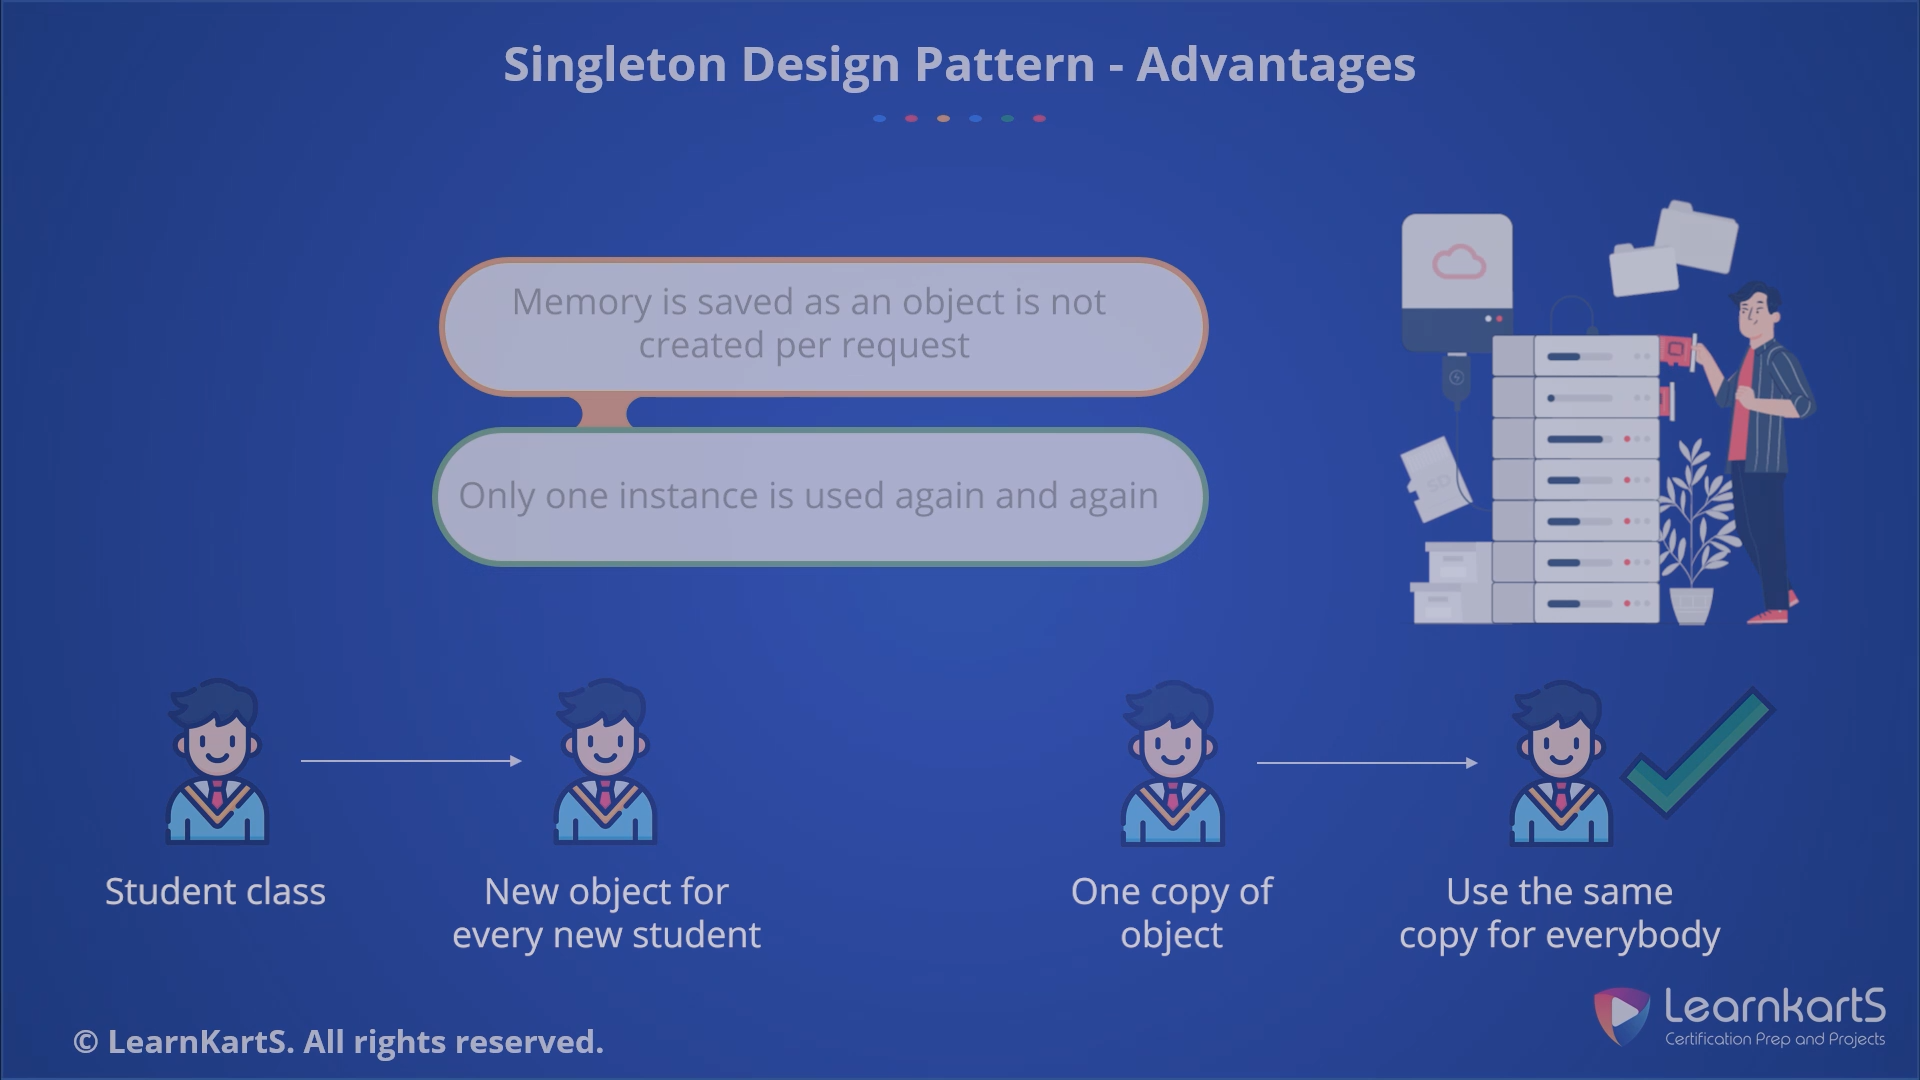 Singleton Design Pattern - Advantages
Memory is saved as an object is not
created per request
Only one instance is used again and again
SD
Student class
New object for
every new student
One copy of
object
Use the same
copy for everybody
© LearnKartS. All rights reserved.
LearnkartS
Certification Prep and Projects